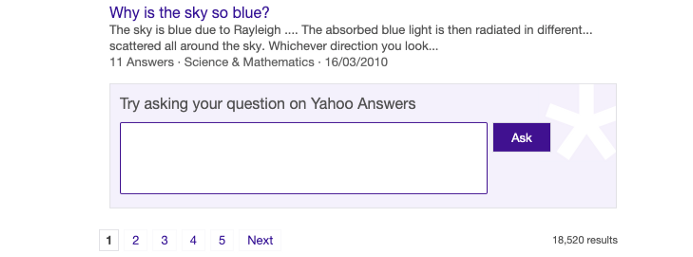 Why is the sky so blue?
The sky is blue due to Rayleigh .... The absorbed blue light is then radiated in different...
scattered all around the sky. Whichever direction you look...
11 Answers · Science & Mathematics · 16/03/2010
Try asking your question on Yahoo Answers
Ask
1 2 3 4 5 Next 18,520 results